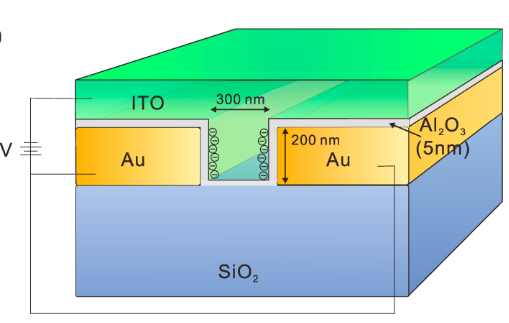 )
ITO
300 nm
V
Au
200 nm
Au
Al₂O₃
(5nm)
SiO₂